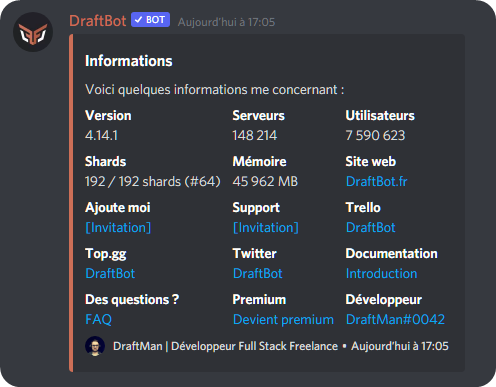 DraftBot ✓ BOT Aujourd'hui à 17:05
Informations
Voici quelques informations me concernant :
Version Serveurs Utilisateurs
4.14.1 148 214 7 590 623
Shards Mémoire Site web
192 / 192 shards (#64) 45 962 MB DraftBot.fr
Ajoute moi Support Trello
[Invitation] [Invitation] DraftBot
Top.gg Twitter Documentation
DraftBot DraftBot Introduction
Des questions ? Premium Développeur
FAQ Devient premium DraftMan#0042
DraftMan | Développeur Full Stack Freelance • Aujourd'hui à 17:05